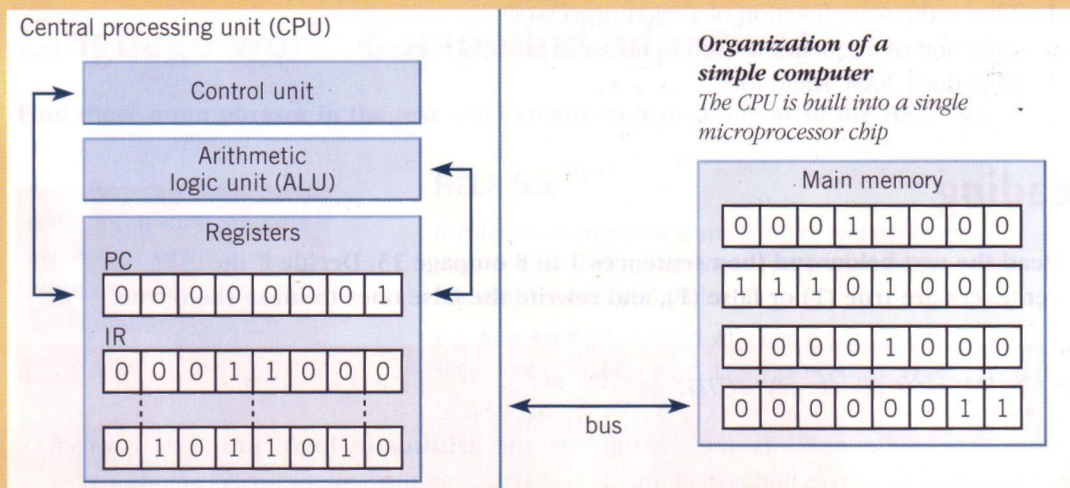 Central processing unit (CPU)
Control unit
Arithmetic
logic unit (ALU)
Registers
PC
0 0 0 0 0 0 0 1
IR
0 0 0 1 1 0 0 0
0 1 1 0 1 1 1 0
bus
Organization of a
simple computer
The CPU is built into a single
microprocessor chip
Main memory
0 0 0 1 1 0 0 0
0 1 1 0 1 0 0 0
0 0 0 0 1 0 0 0
0 0 0 0 0 0 1 1